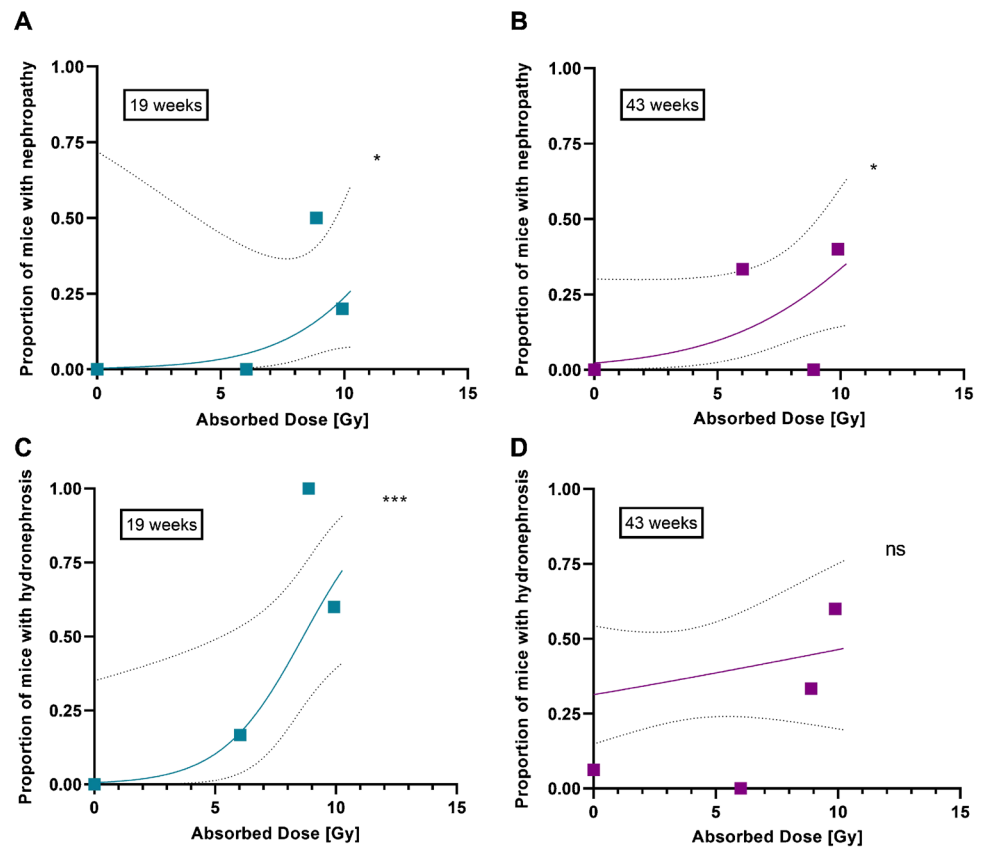 A
Proportion of mice with nephropathy
1.00
0.75
0.50
0.25
0.00
19 weeks
*
0 5 10 15
Absorbed Dose [Gy]
B
Proportion of mice with nephropathy
1.00
0.75
0.50
0.25
0.00
43 weeks
*
0 5 10 15
Absorbed Dose [Gy]
C
Proportion of mice with hydronephrosis
1.00
0.75
0.50
0.25
0.00
19 weeks
***
0 5 10 15
Absorbed Dose [Gy]
D
Proportion of mice with hydronephrosis
1.00
0.75
0.50
0.25
0.00
43 weeks
ns
0 5 10 15
Absorbed Dose [Gy]